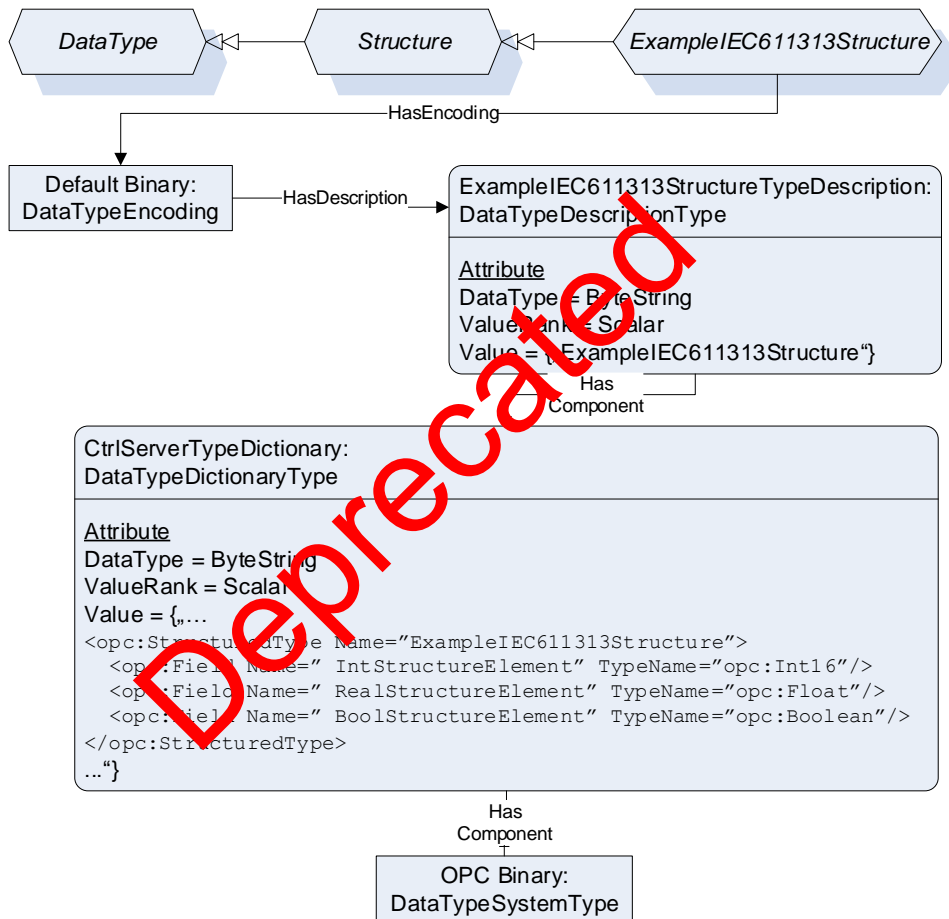 DataType
Structure
ExampleIEC611313Structure
HasEncoding
Default Binary:
DataTypeEncoding
HasDescription
ExampleIEC611313StructureTypeDescription:
DataTypeDescriptionType
Attribute
DataType = ByteString
ValueRank = Scalar
Value = {„ExampleIEC611313Structure“}
Has
Component
CtrlServerTypeDictionary:
DataTypeDictionaryType
Attribute
DataType = ByteString
ValueRank = Scalar
Value = {„…
<opc:StructuredType Name=”ExampleIEC611313Structure”>
<opc:Field Name=” IntStructureElement” TypeName=”opc:Int16”/>
<opc:Field Name=” RealStructureElement” TypeName=”opc:Float”/>
<opc:Field Name=” BoolStructureElement” TypeName=”opc:Boolean”/>
</opc:StructuredType>
…“}
Has
Component
OPC Binary:
DataTypeSystemType
Deprecated